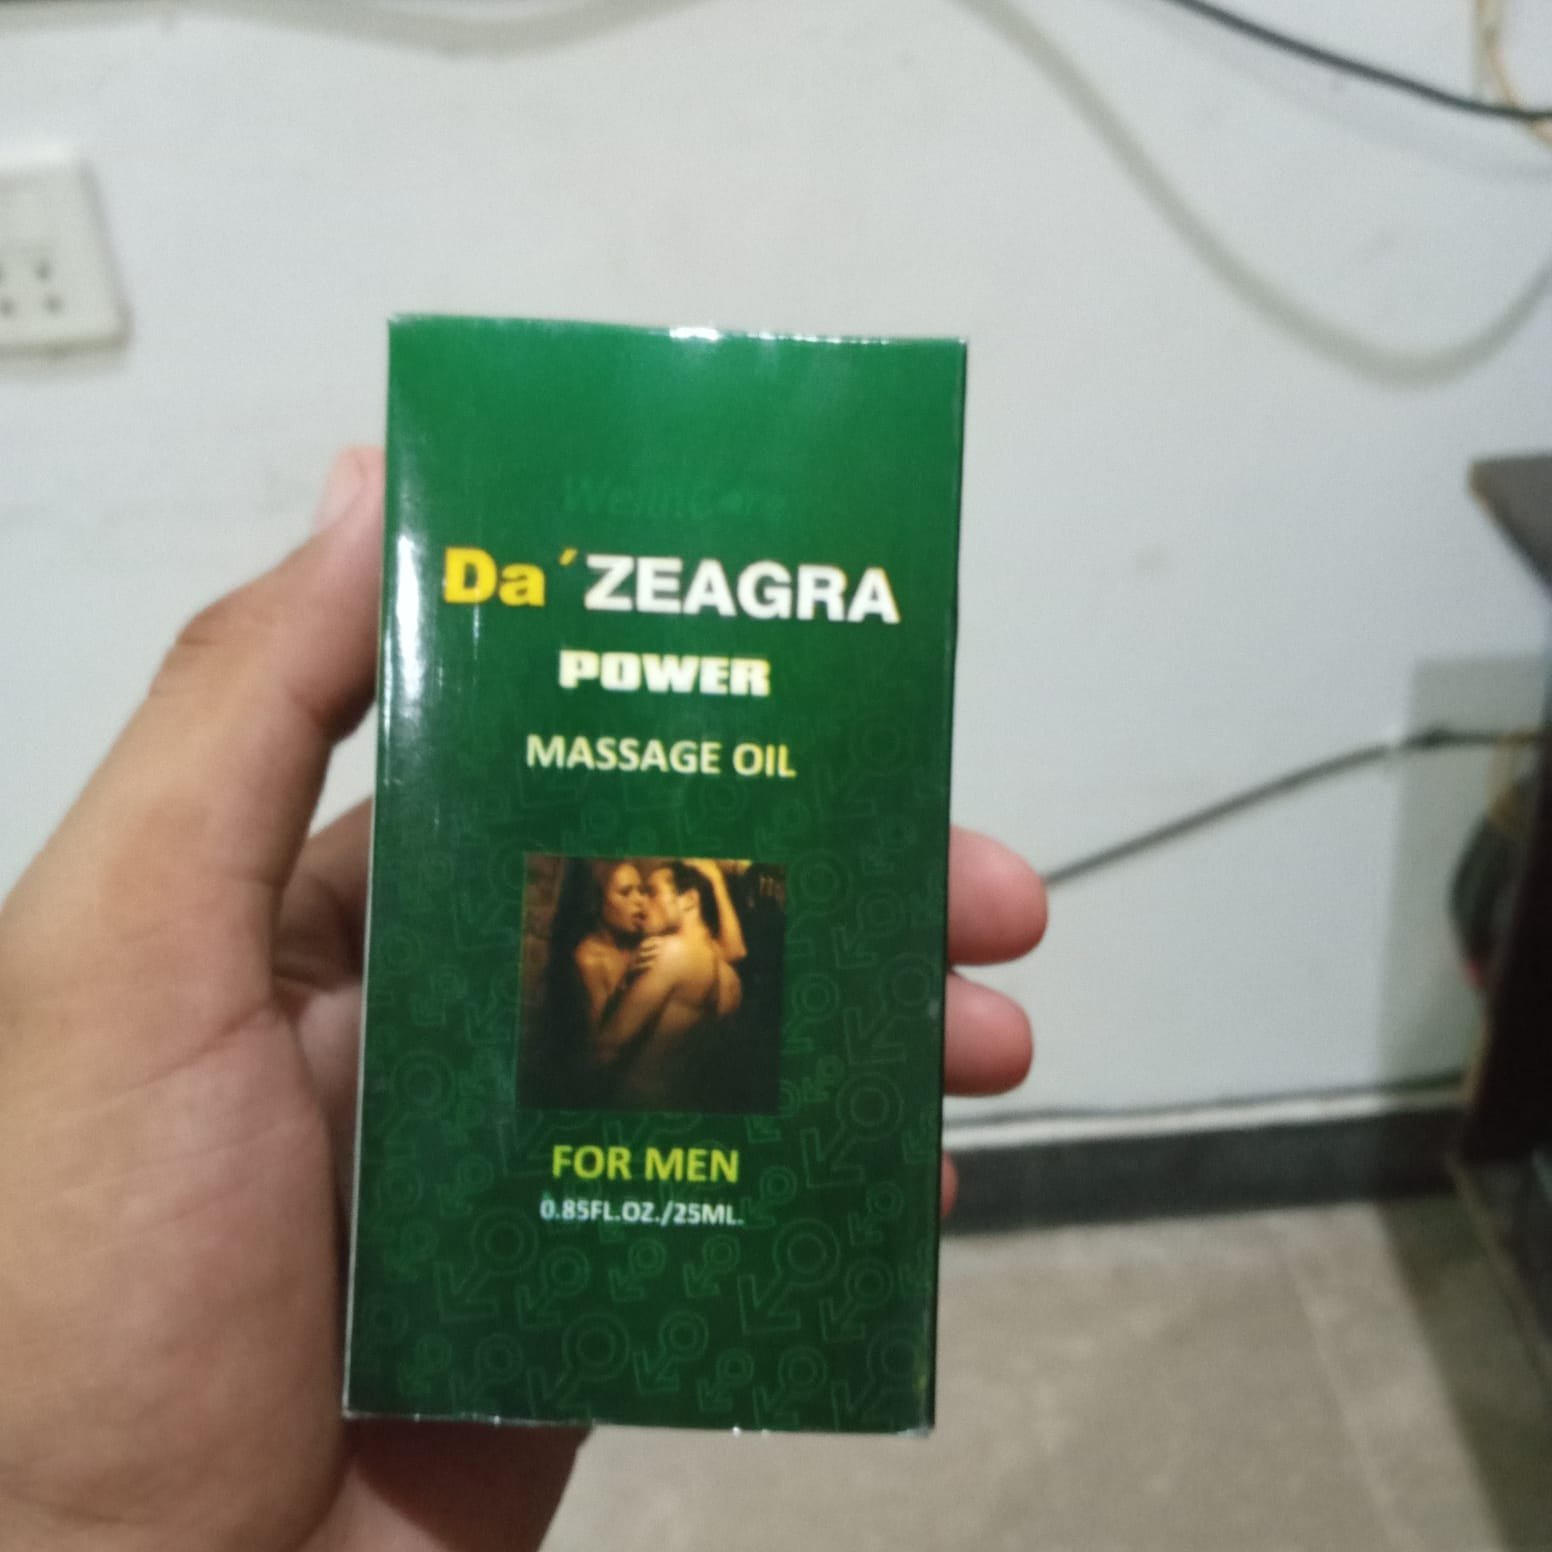 Da´ZEAGRA
POWER
MASSAGE OIL
FOR MEN
0.85FL.OZ./25ML.